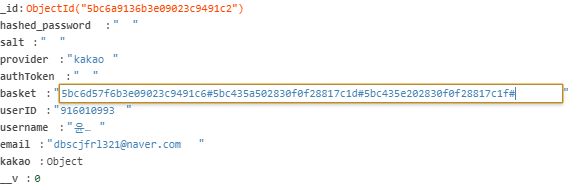 _id:ObjectId("5bc6a9136b3e09023c9491c2")
hashed_password :" "
salt :" "
provider :"kakao "
authToken :" "
basket :"5bc6d57f6b3e09023c9491c6#5bc435a502830f0f28817c1d#5bc435e202830f0f28817c1f#"
userID :"916010993 "
username :"윤… "
email :"dbscjfrl321@naver.com "
kakao :Object
__v :0